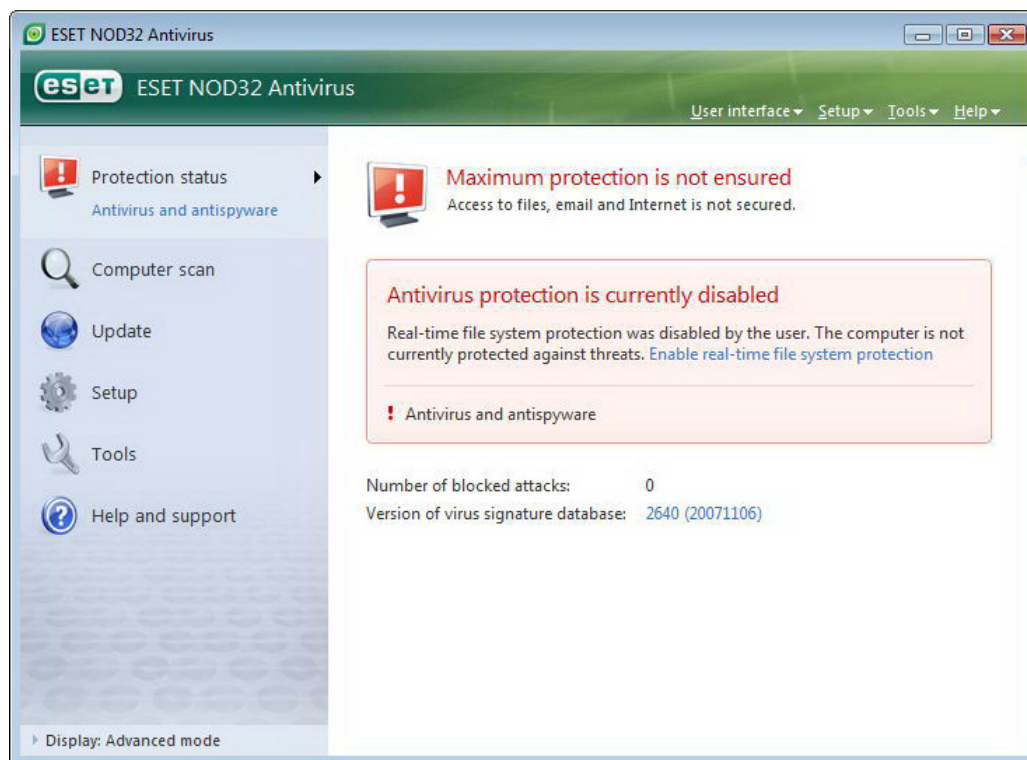 ESET NOD32 Antivirus
eset ESET NOD32 Antivirus
User interface Setup Tools Help
Protection status
Antivirus and antispyware
Computer scan
Update
Setup
Tools
Help and support
Display: Advanced mode
Maximum protection is not ensured
Access to files, email and Internet is not secured.
Antivirus protection is currently disabled
Real-time file system protection was disabled by the user. The computer is not
currently protected against threats. Enable real-time file system protection
! Antivirus and antispyware
Number of blocked attacks: 0
Version of virus signature database: 2640 (20071106)